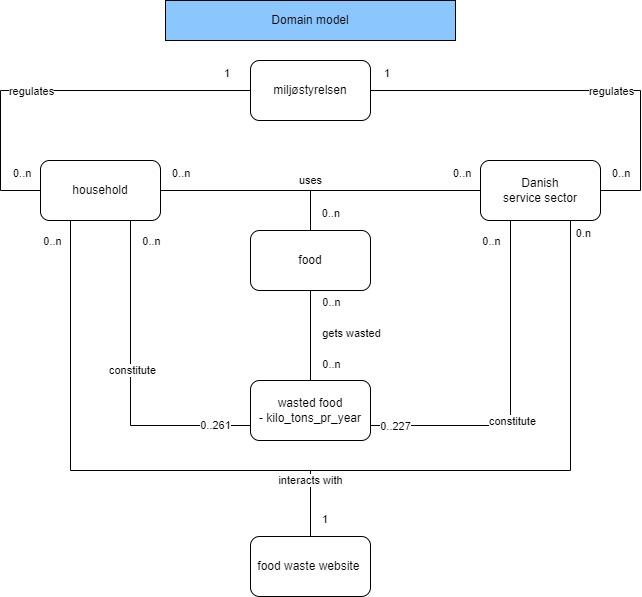 Domain model
1
miljøstyrelsen
1
regulates
regulates
0..n
household
0..n
uses
0..n
Danish
service sector
0..n
0..n
0..n
0..n
food
0..n
0.n
0..n
gets wasted
0..n
constitute
wasted food
- kilo_tons_pr_year
0..261
0..227
constitute
interacts with
1
food waste website